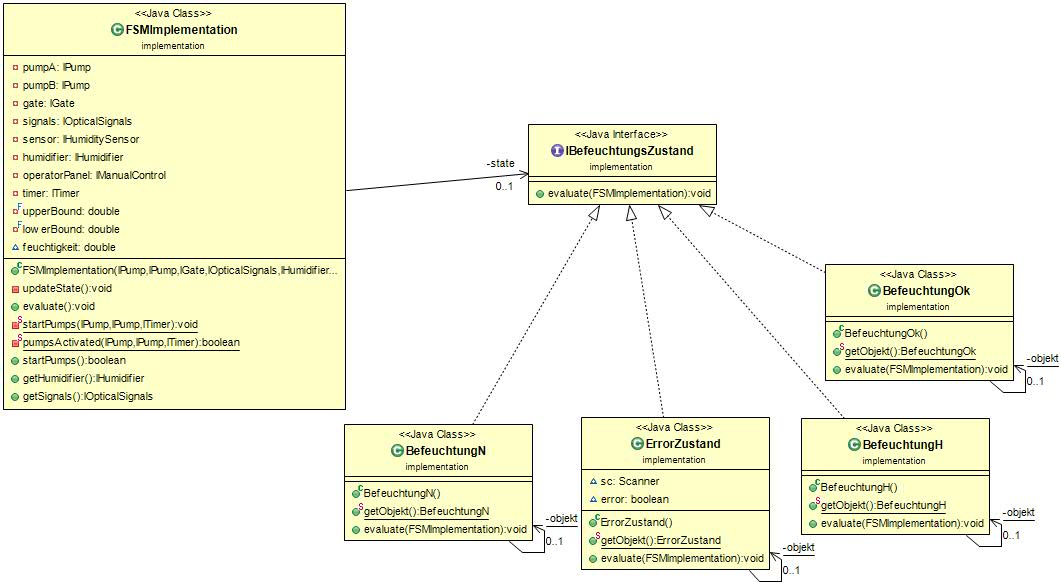 <<Java Class>>
FSMImplementation
implementation
pumpA: IPump
pumpB: IPump
gate: IGate
signals: IOpticalSignals
sensor: IHumiditySensor
humidifier: IHumidifier
operatorPanel: IManualControl
timer: ITimer
upperBound: double
lowerBound: double
feuchtigkeit: double
FSMImplementation(IPump,IPump,IGate,IOpticalSignals,IHumidifier...
updateState():void
evaluate():void
startPumps(IPump,IPump,ITimer):void
pumpsActivated(IPump,IPump,ITimer):boolean
startPumps():boolean
getHumidifier():IHumidifier
getSignals():IOpticalSignals
-state
0..1
<<Java Interface>>
IBefeuchtungsZustand
implementation
evaluate(FSMImplementation):void
<<Java Class>>
BefeuchtungOk
implementation
BefeuchtungOk()
getObjekt():BefeuchtungOk
evaluate(FSMImplementation):void
-objekt
0..1
<<Java Class>>
BefeuchtungN
implementation
BefeuchtungN()
getObjekt():BefeuchtungN
evaluate(FSMImplementation):void
-objekt
0..1
<<Java Class>>
ErrorZustand
implementation
sc: Scanner
error: boolean
ErrorZustand()
getObjekt():ErrorZustand
evaluate(FSMImplementation):void
-objekt
0..1
<<Java Class>>
BefeuchtungH
implementation
BefeuchtungH()
getObjekt():BefeuchtungH
evaluate(FSMImplementation):void
-objekt
0..1